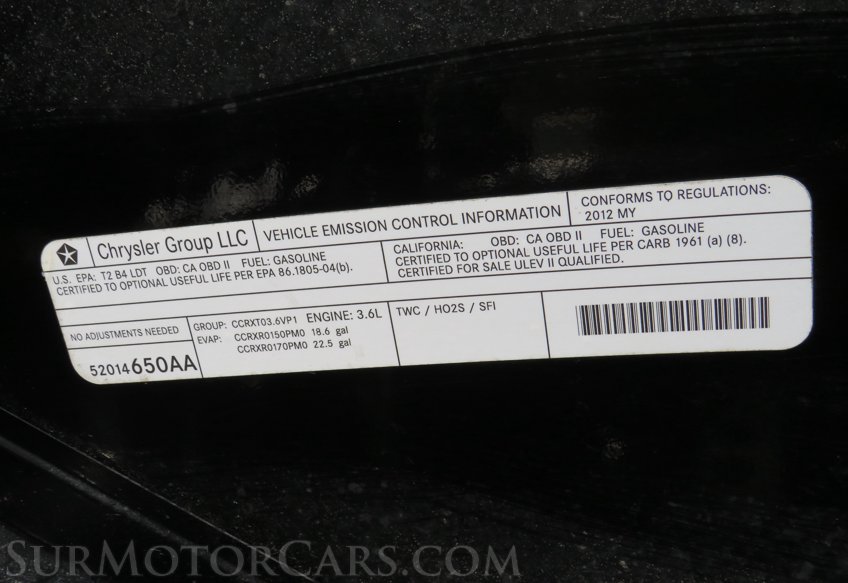 Chrysler Group LLC
VEHICLE EMISSION CONTROL INFORMATION
CONFORMS TO REGULATIONS:
2012 MY
U.S. EPA: T2 B4 LDT OBD: CA OBD II FUEL: GASOLINE
CERTIFIED TO OPTIONAL USEFUL LIFE PER EPA 86.1805-04(b).
CALIFORNIA: OBD: CA OBD II FUEL: GASOLINE
CERTIFIED TO OPTIONAL USEFUL LIFE PER CARB 1961 (a) (8).
CERTIFIED FOR SALE ULEV II QUALIFIED.
NO ADJUSTMENTS NEEDED
52014650AA
GROUP: CCRXT03.6VP1 ENGINE: 3.6L
EVAP: CCRXR0150PM0 18.6 gal
CCRXR0170PM0 22.5 gal
TWC / HO2S / SFI
SURMOTORCARS.COM